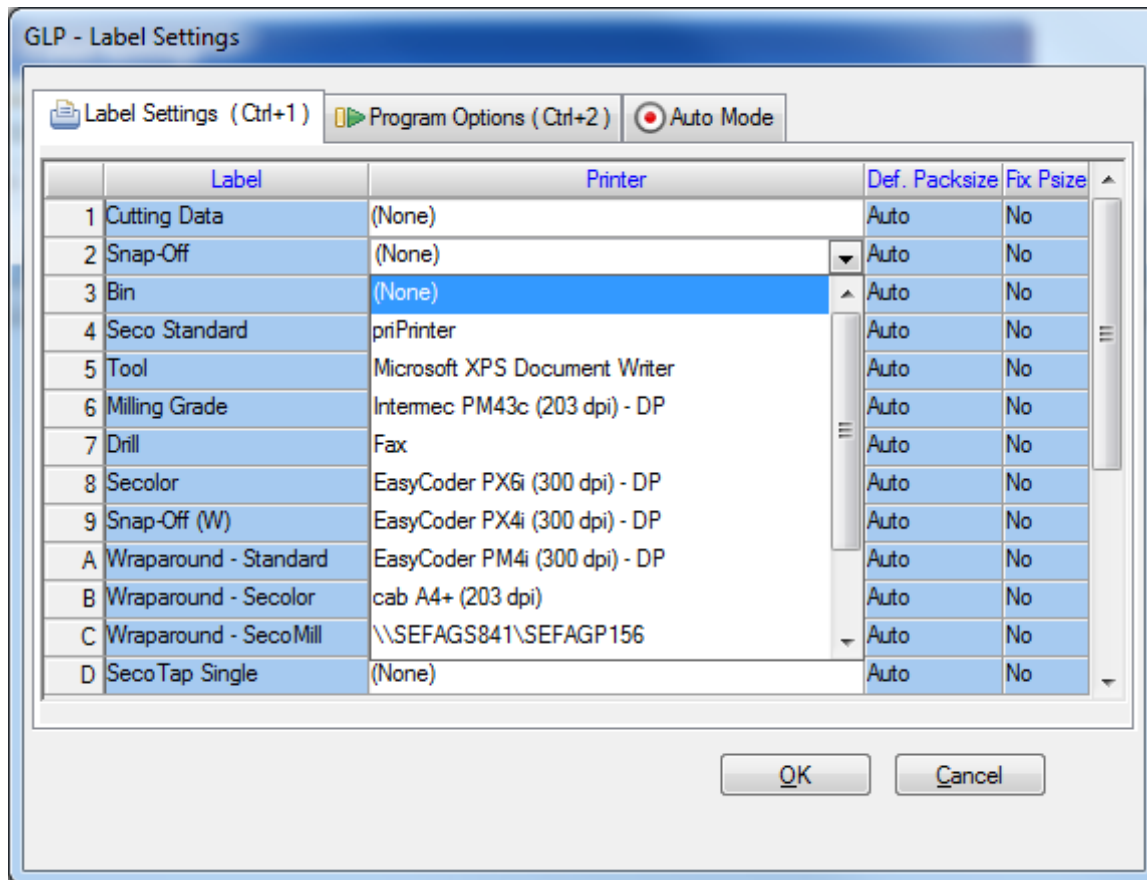 GLP - Label Settings
Label Settings ( Ctrl+1 ) Program Options ( Ctrl+2 ) Auto Mode
Label Printer Def. Packsize Fix Psize
1 Cutting Data (None) Auto No
2 Snap-Off (None) Auto No
3 Bin (None) Auto No
4 Seco Standard priPrinter Auto No
5 Tool Microsoft XPS Document Writer Auto No
6 Milling Grade Intermec PM43c (203 dpi) - DP Auto No
7 Drill Fax Auto No
8 Secolor EasyCoder PX6i (300 dpi) - DP Auto No
9 Snap-Off (W) EasyCoder PX4i (300 dpi) - DP Auto No
A Wraparound - Standard EasyCoder PM4i (300 dpi) - DP Auto No
B Wraparound - Secolor cab A4+ (203 dpi) Auto No
C Wraparound - SecoMill \\SEFAGS841\SEFAGP156 Auto No
D SecoTap Single (None) Auto No
OK Cancel